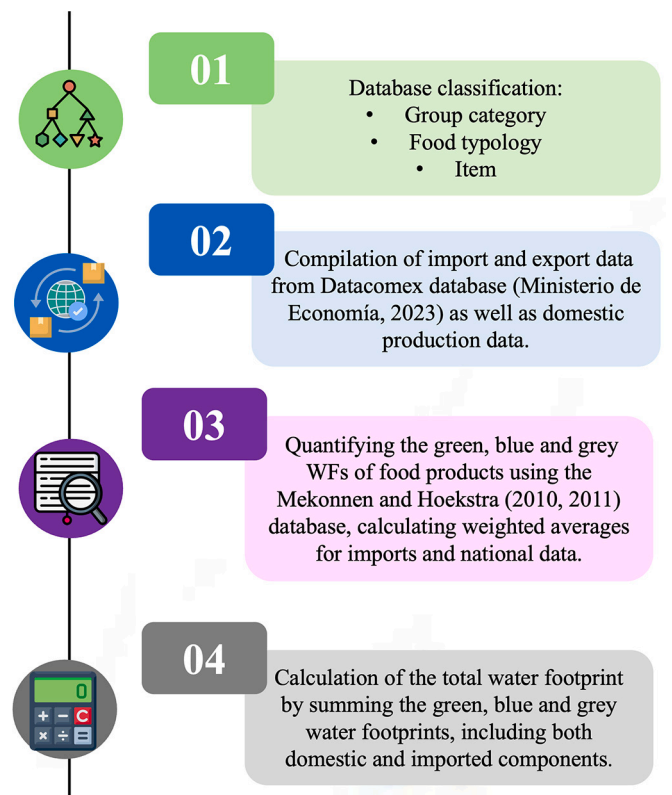 01
Database classification:
• Group category
• Food typology
• Item
02
Compilation of import and export data
from Datacomex database (Ministerio de
Economía, 2023) as well as domestic
production data.
03
Quantifying the green, blue and grey
WFs of food products using the
Mekonnen and Hoekstra (2010, 2011)
database, calculating weighted averages
for imports and national data.
04
Calculation of the total water footprint
by summing the green, blue and grey
water footprints, including both
domestic and imported components.
0
+ − C
× ÷ =